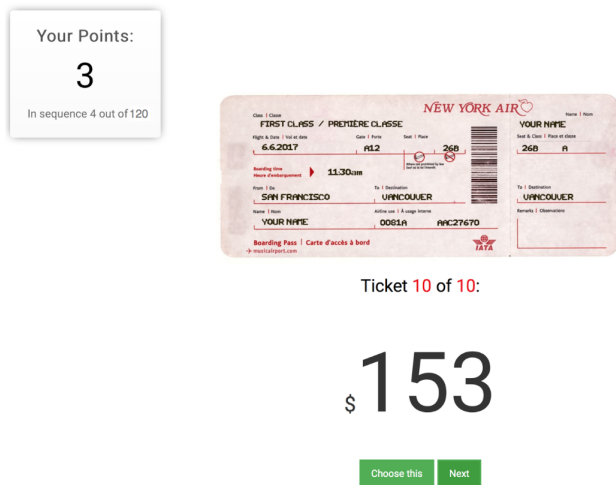 Your Points:
3
In sequence 4 out of 120
NEW YORK AIR
Class | Classe
FIRST CLASS / PREMIÈRE CLASSE
Name | Nom
YOUR NAME
Flight & Date | Vol et date
Gate | Porte
Seat | Place
Seat & Class | Place et classe
6.6.2017
A12
268
268 A
Boarding time
Heure d'embarquement
11:30am
From | De
To | Destination
To | Destination
SAN FRANCISCO
VANCOUVER
VANCOUVER
Name | Nom
Airline use | À usage interne
Remarks | Observations
YOUR NAME
0081A
AAC27670
Boarding Pass | Carte d'accès à bord
musicairport.com
IATA
Ticket 10 of 10:
$153
Choose this
Next